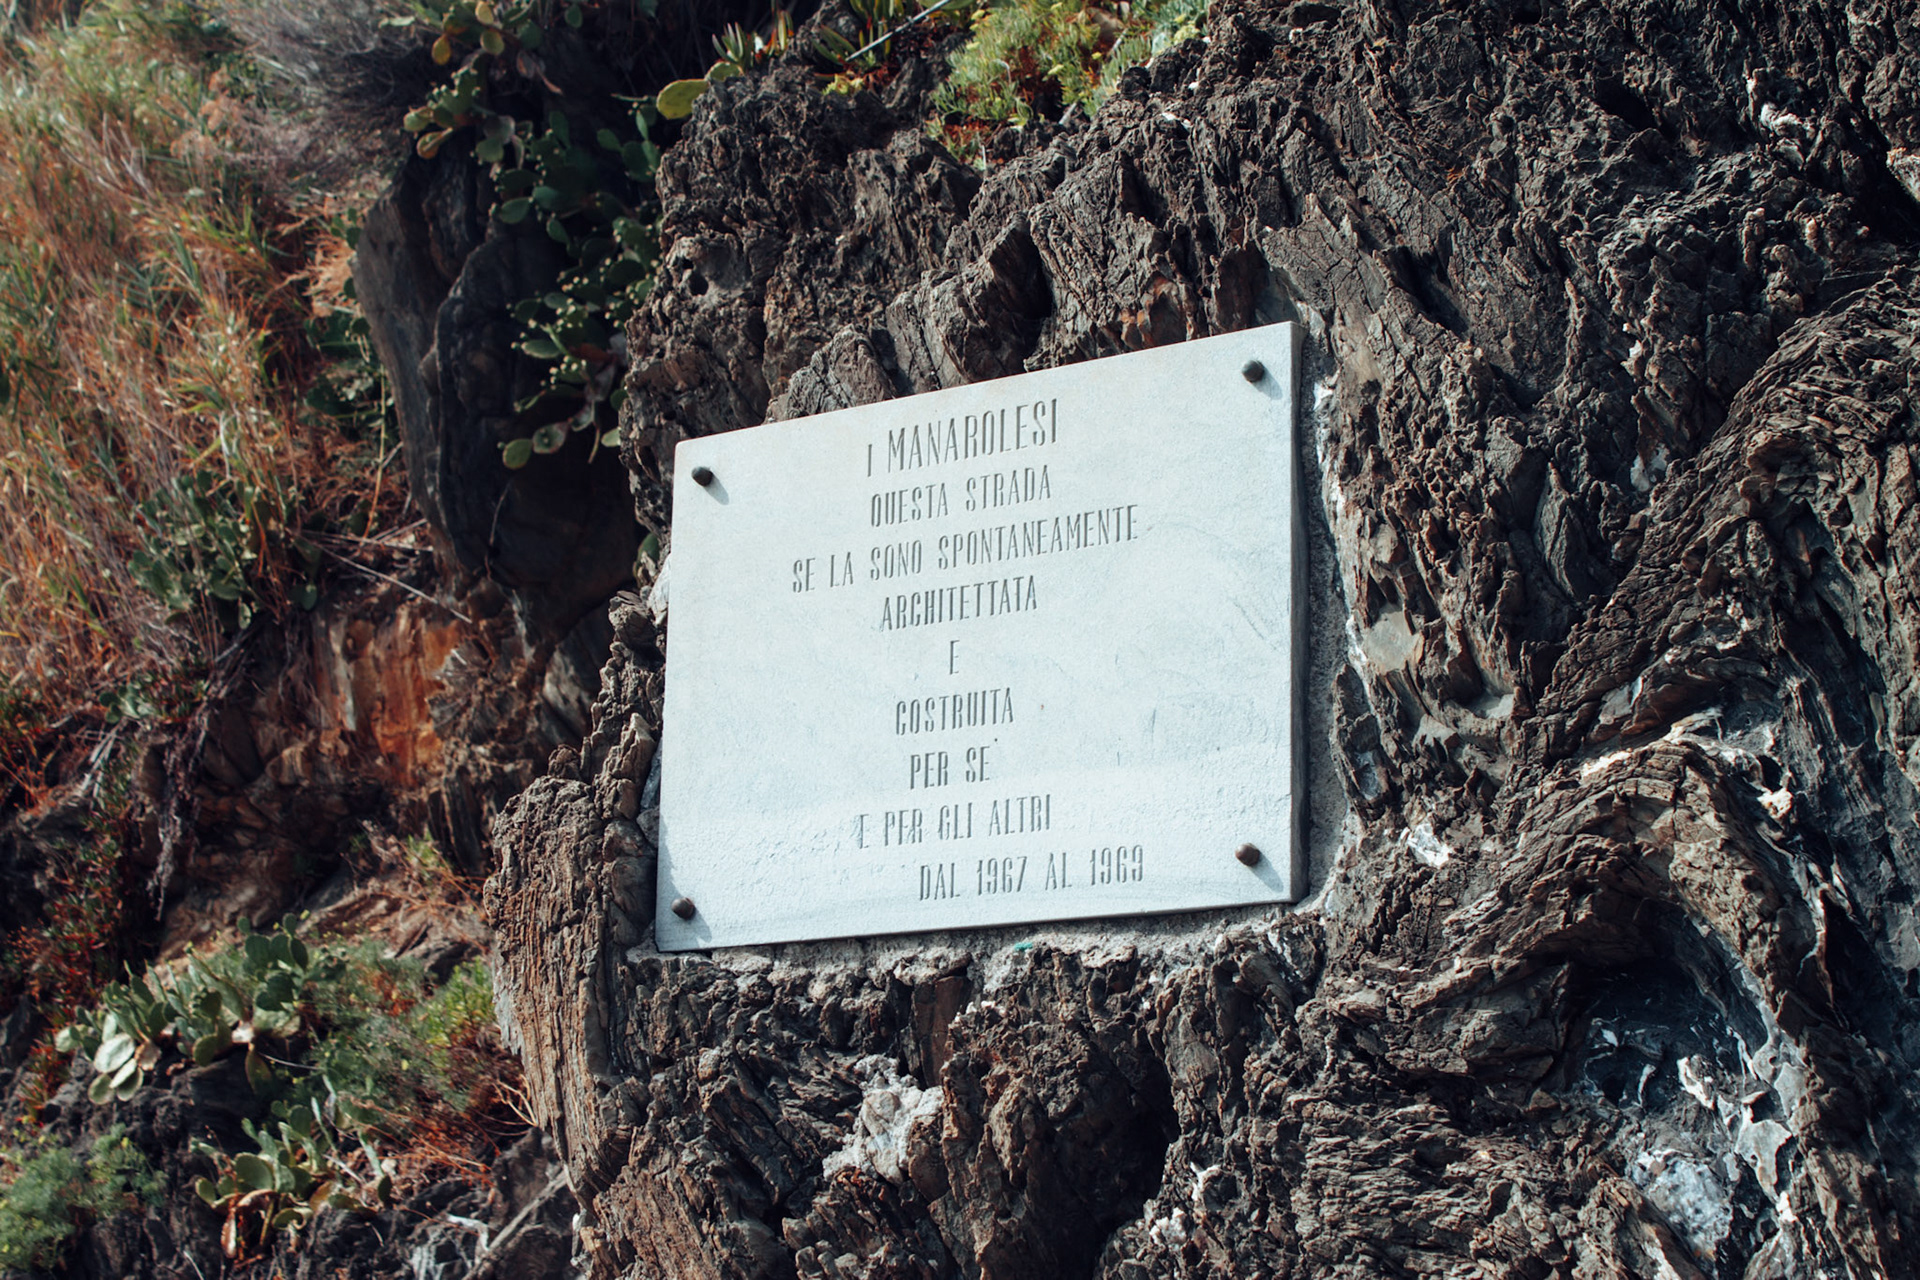 I MANAROLESI
QUESTA STRADA
SE LA SONO SPONTANEAMENTE
ARCHITETTATA
E
COSTRUITA
PER SE'
E PER GLI ALTRI
DAL 1967 AL 1969